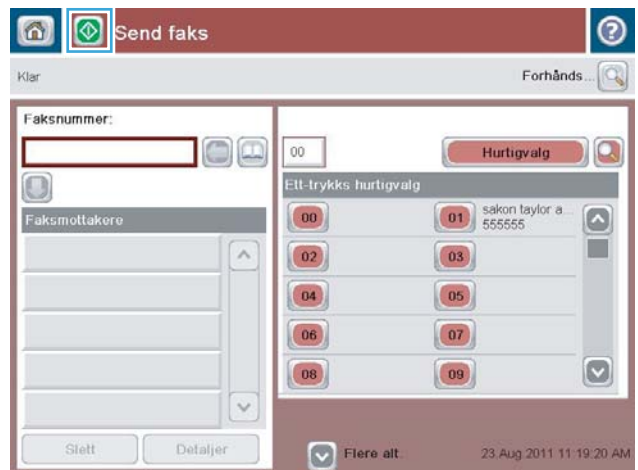 Send faks
Klar
Forhånds...
Faksnummer:
00
Hurtigvalg
Ett-trykks hurtigvalg
Faksmottakere
00
01 sakon taylor a...
555555
02
03
04
05
06
07
08
09
Slett
Detaljer
Flere alt.
23.Aug 2011 11:19:20 AM